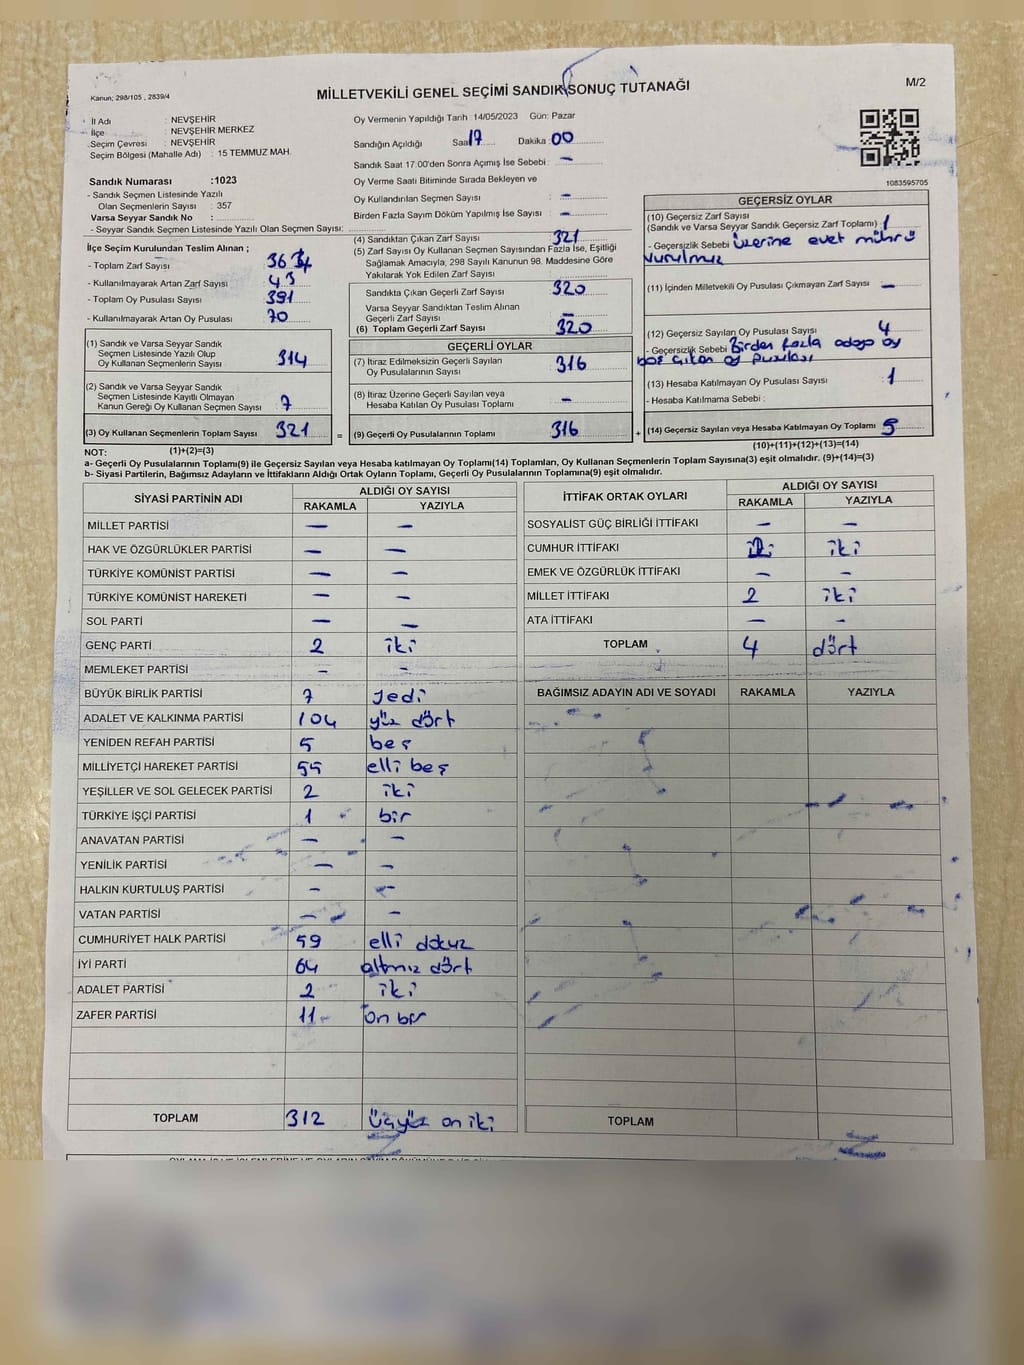 Kanun; 298/105 , 2839/4
MİLLETVEKİLİ GENEL SEÇİMİ SANDIK SONUÇ TUTANAĞI
M/2
İl Adı : NEVŞEHİR
İlçe : NEVŞEHİR MERKEZ
Seçim Çevresi : NEVŞEHİR
Seçim Bölgesi (Mahalle Adı) : 15 TEMMUZ MAH.
Oy Vermenin Yapıldığı Tarih 14/05/2023 Gün: Pazar
Sandığın Açıldığı Saat 17 Dakika 00
Sandık Saat 17.00'den Sonra Açımış İse Sebebi : —
Oy Verme Saati Bitiminde Sırada Bekleyen ve
Oy Kullandırılan Seçmen Sayısı : —
Birden Fazla Sayım Döküm Yapılmış İse Sayısı : —
1083595705
Sandık Numarası :1023
- Sandık Seçmen Listesinde Yazılı
Olan Seçmenlerin Sayısı : 357
Varsa Seyyar Sandık No :
- Seyyar Sandık Seçmen Listesinde Yazılı Olan Seçmen Sayısı:
İlçe Seçim Kurulundan Teslim Alınan ;
- Toplam Zarf Sayısı
- Kullanılmayarak Artan Zarf Sayısı : 43
- Toplam Oy Pusulası Sayısı : 391
- Kullanılmayarak Artan Oy Pusulası : 70
(1) Sandık ve Varsa Seyyar Sandık
Seçmen Listesinde Yazılı Olup
Oy Kullanan Seçmenlerin Sayısı 314
(2) Sandık ve Varsa Seyyar Sandık
Seçmen Listesinde Kayıtlı Olmayan
Kanun Gereği Oy Kullanan Seçmen Sayısı 7
(3) Oy Kullanan Seçmenlerin Toplam Sayısı 321
(1)+(2)=(3)
(4) Sandıktan Çıkan Zarf Sayısı 321
(5) Zarf Sayısı Oy Kullanan Seçmen Sayısından Fazla İse, Eşitliği
Sağlamak Amacıyla, 298 Sayılı Kanunun 98. Maddesine Göre
Yakılarak Yok Edilen Zarf Sayısı
Sandıkta Çıkan Geçerli Zarf Sayısı 320
Varsa Seyyar Sandıktan Teslim Alınan
Geçerli Zarf Sayısı —
(6) Toplam Geçerli Zarf Sayısı 320
GEÇERLİ OYLAR
(7) İtiraz Edilmeksizin Geçerli Sayılan
Oy Pusulalarının Sayısı 316
(8) İtiraz Üzerine Geçerli Sayılan veya
Hesaba Katılan Oy Pusulası Toplamı —
= (9) Geçerli Oy Pusulalarının Toplamı 316
GEÇERSİZ OYLAR
(10) Geçersiz Zarf Sayısı
(Sandık ve Varsa Seyyar Sandık Geçersiz Zarf Toplamı) 1
- Geçersizlik Sebebi üzerine evet mührü
vurulmuş
(11) İçinden Milletvekili Oy Pusulası Çıkmayan Zarf Sayısı —
(12) Geçersiz Sayılan Oy Pusulası Sayısı 4
- Geçersizlik Sebebi Birden fazla adaya oy
boş çıkan oy pusulası
(13) Hesaba Katılmayan Oy Pusulası Sayısı 1
- Hesaba Katılmama Sebebi :
+ (14) Geçersiz Sayılan veya Hesaba Katılmayan Oy Toplamı 5
(10)+(11)+(12)+(13)=(14)
NOT:
a- Geçerli Oy Pusulalarının Toplamı(9) ile Geçersiz Sayılan veya Hesaba katılmayan Oy Toplamı(14) Toplamları, Oy Kullanan Seçmenlerin Toplam Sayısına(3) eşit olmalıdır. (9)+(14)=(3)
b- Siyasi Partilerin, Bağımsız Adayların ve İttifakların Aldığı Ortak Oyların Toplamı, Geçerli Oy Pusulalarının Toplamına(9) eşit olmalıdır.
SİYASİ PARTİNİN ADI ALDIĞI OY SAYISI
RAKAMLA YAZIYLA
MİLLET PARTİSİ — —
HAK VE ÖZGÜRLÜKLER PARTİSİ — —
TÜRKİYE KOMÜNİST PARTİSİ — —
TÜRKİYE KOMÜNİST HAREKETİ — —
SOL PARTİ — —
GENÇ PARTİ 2 iki
MEMLEKET PARTİSİ — —
BÜYÜK BİRLİK PARTİSİ 7 yedi
ADALET VE KALKINMA PARTİSİ 104 yüz dört
YENİDEN REFAH PARTİSİ 5 beş
MİLLİYETÇİ HAREKET PARTİSİ 55 elli beş
YEŞİLLER VE SOL GELECEK PARTİSİ 2 iki
TÜRKİYE İŞÇİ PARTİSİ 1 bir
ANAVATAN PARTİSİ — —
YENİLİK PARTİSİ — —
HALKIN KURTULUŞ PARTİSİ — —
VATAN PARTİSİ — —
CUMHURİYET HALK PARTİSİ 59 elli dokuz
İYİ PARTİ 64 altmış dört
ADALET PARTİSİ 2 iki
ZAFER PARTİSİ 11 on bir
TOPLAM 312 üçyüz on iki
İTTİFAK ORTAK OYLARI ALDIĞI OY SAYISI
RAKAMLA YAZIYLA
SOSYALİST GÜÇ BİRLİĞİ İTTİFAKI — —
CUMHUR İTTİFAKI iki
EMEK VE ÖZGÜRLÜK İTTİFAKI — —
MİLLET İTTİFAKI 2 iki
ATA İTTİFAKI — —
TOPLAM 4 dört
BAĞIMSIZ ADAYIN ADI VE SOYADI RAKAMLA YAZIYLA
TOPLAM